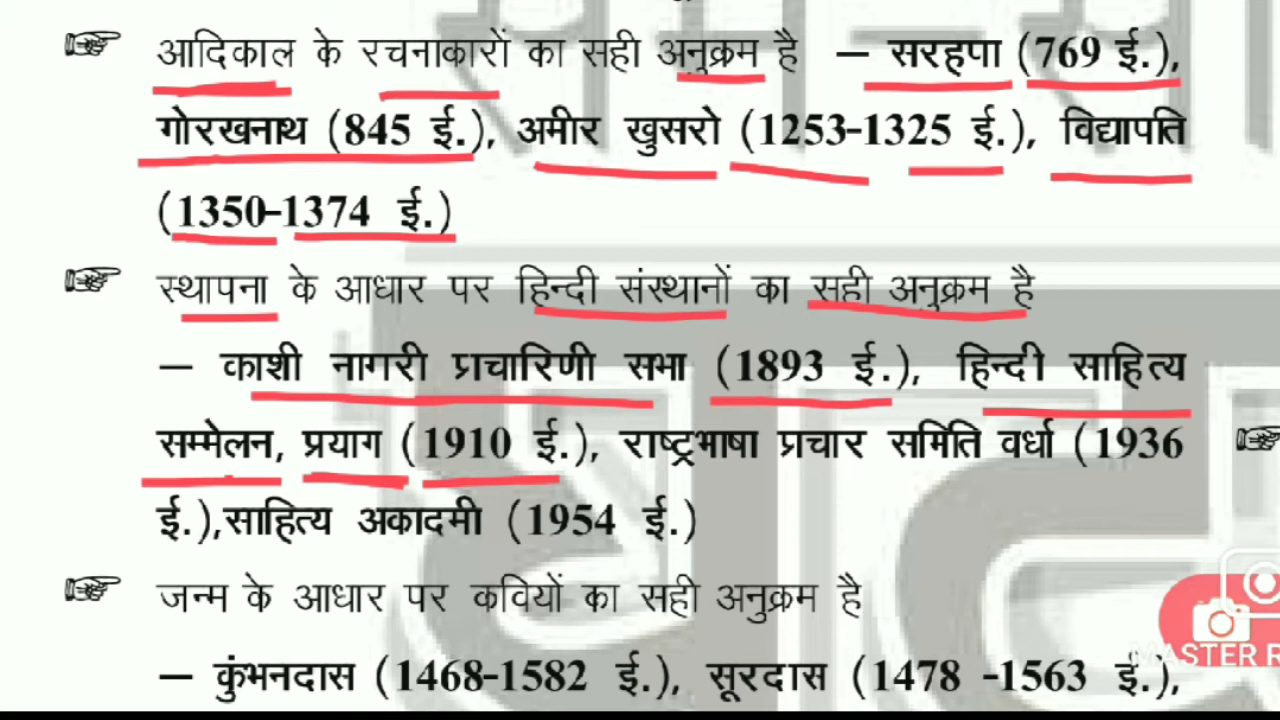 आदिकाल के रचनाकारों का सही अनुक्रम है — सरहपा (769 ई.),
गोरखनाथ (845 ई.), अमीर खुसरो (1253-1325 ई.), विद्यापति
(1350-1374 ई.)
स्थापना के आधार पर हिन्दी संस्थानों का सही अनुक्रम है
— काशी नागरी प्रचारिणी सभा (1893 ई.), हिन्दी साहित्य
सम्मेलन, प्रयाग (1910 ई.), राष्ट्रभाषा प्रचार समिति वर्धा (1936
ई.),साहित्य अकादमी (1954 ई.)
जन्म के आधार पर कवियों का सही अनुक्रम है
— कुंभनदास (1468-1582 ई.), सूरदास (1478 -1563 ई.),
MASTER R